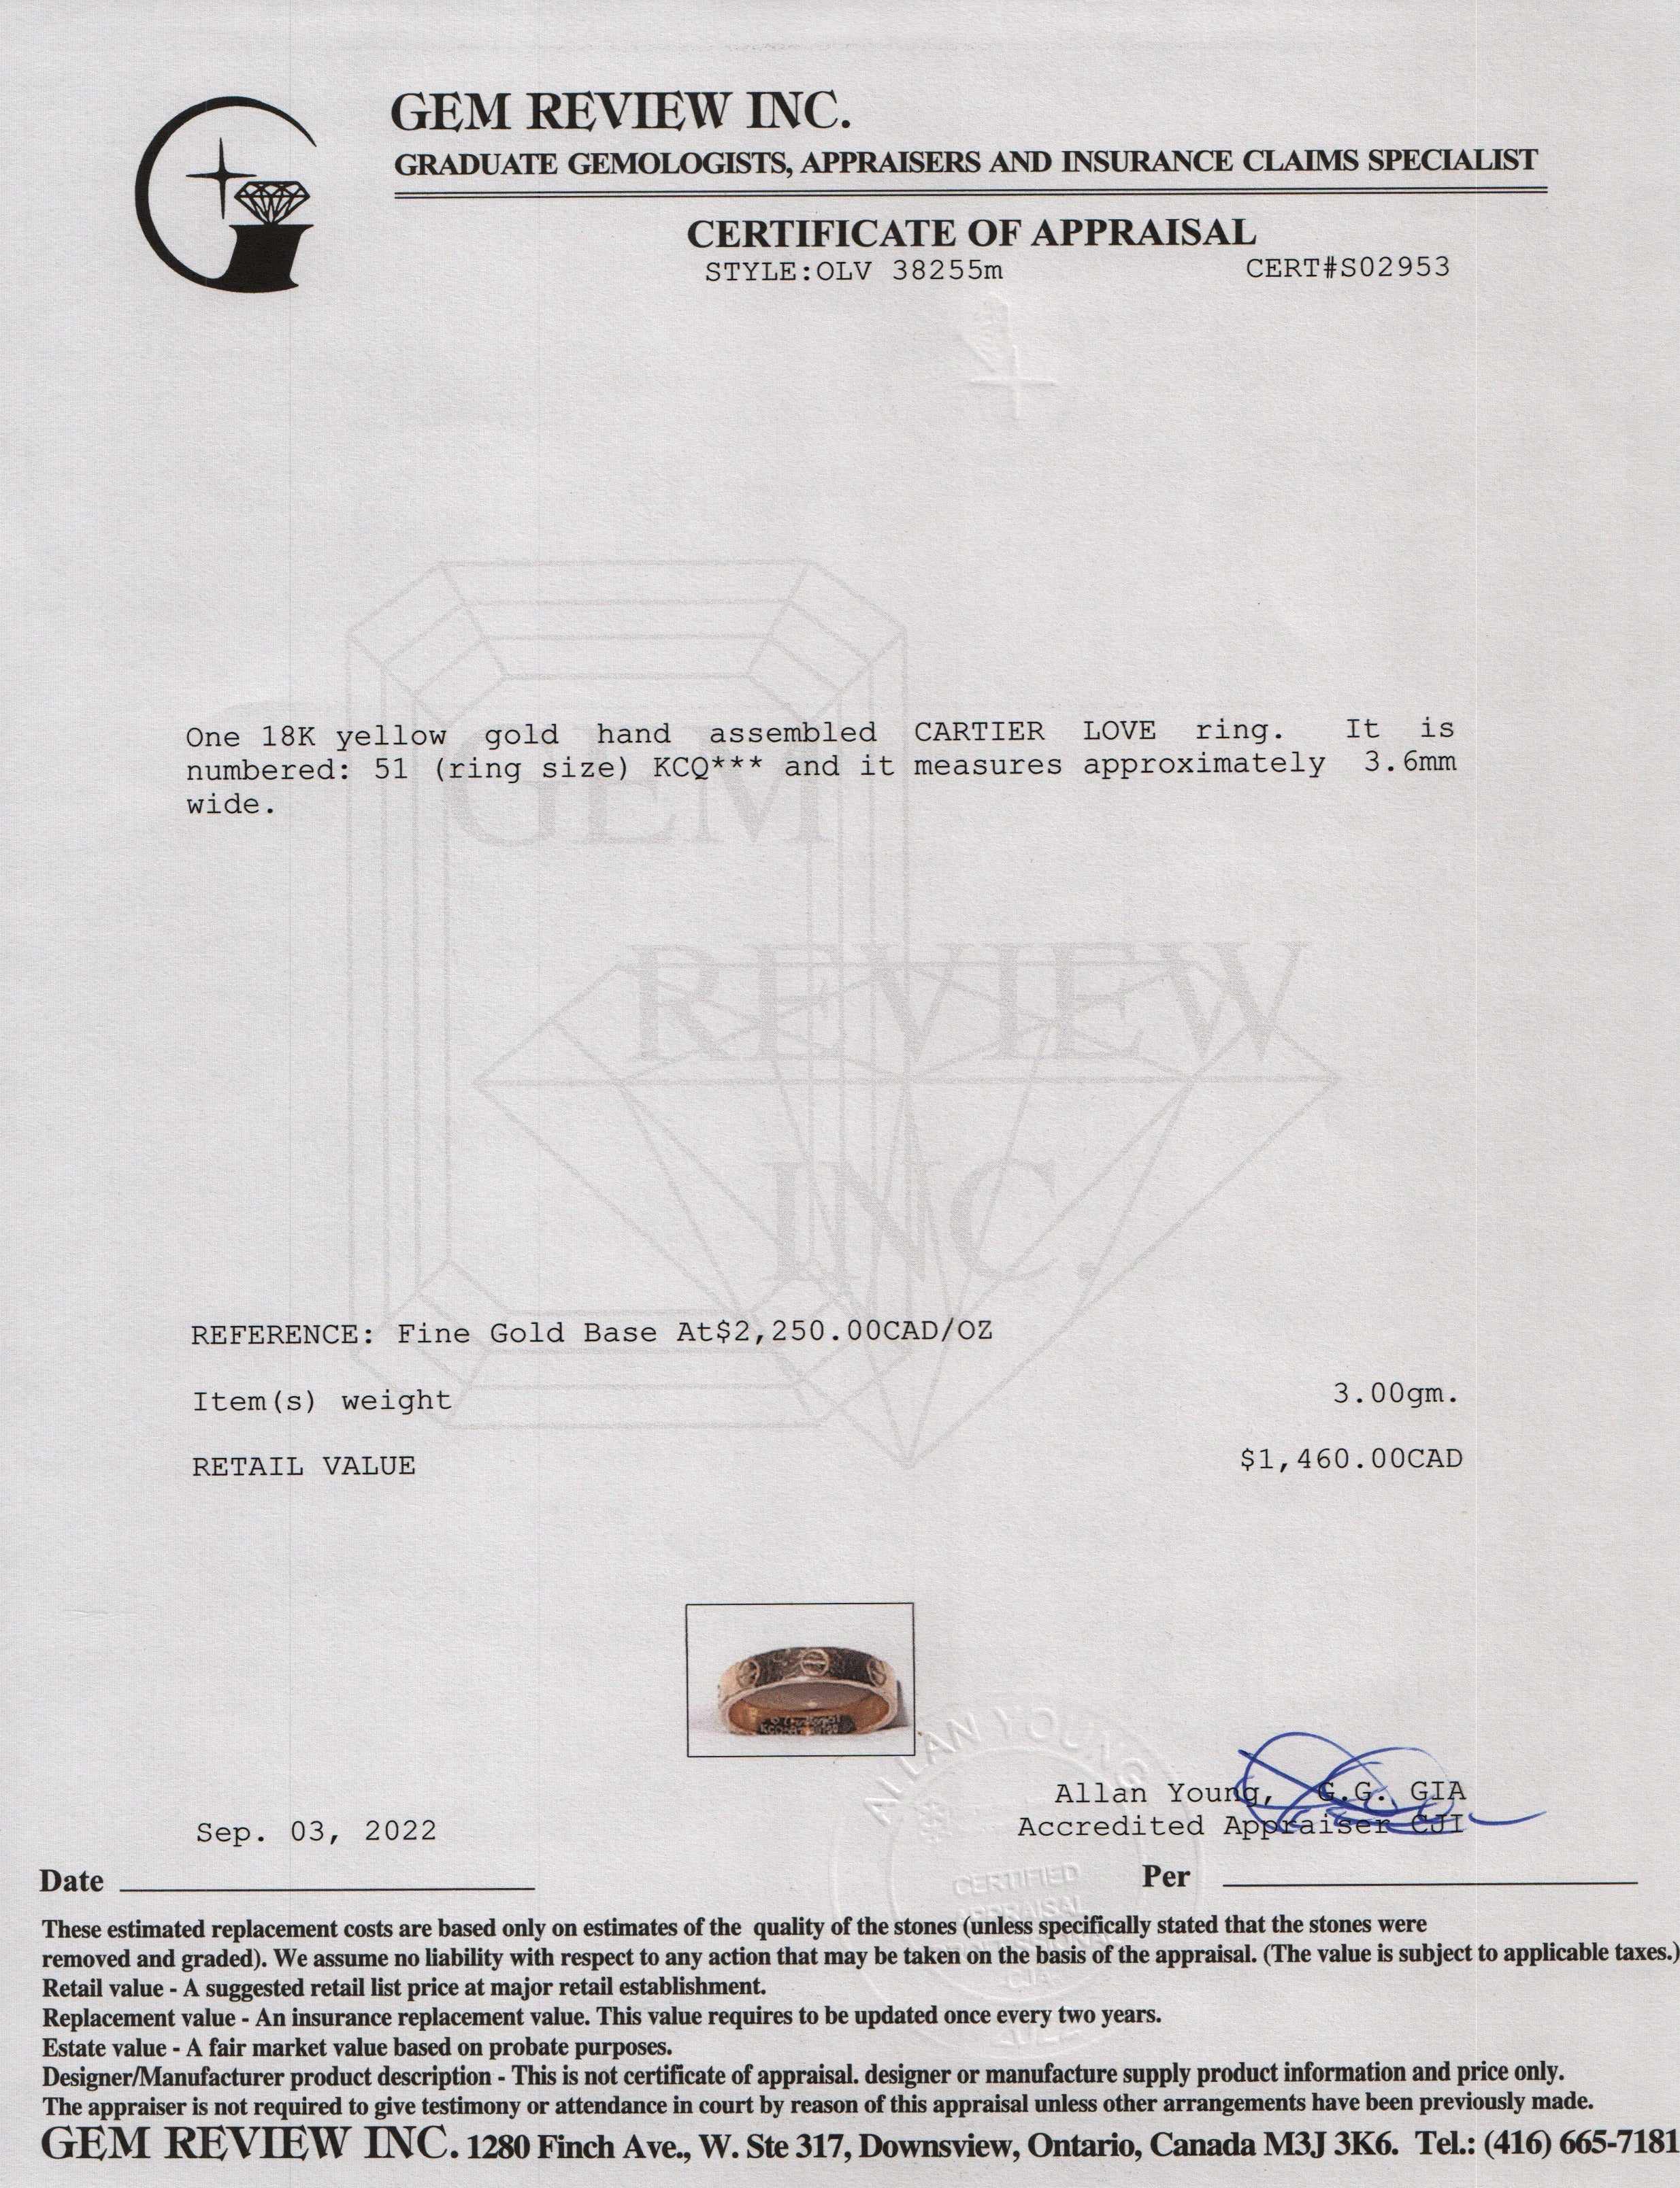 GEM REVIEW INC.
GRADUATE GEMOLOGISTS, APPRAISERS AND INSURANCE CLAIMS SPECIALIST
CERTIFICATE OF APPRAISAL
STYLE:OLV 38255m CERT#S02953
One 18K yellow gold hand assembled CARTIER LOVE ring. It is
numbered: 51 (ring size) KCQ*** and it measures approximately 3.6mm
wide.
GEM
REVIEW
INC.
REFERENCE: Fine Gold Base At$2,250.00CAD/OZ
Item(s) weight 3.00gm.
RETAIL VALUE $1,460.00CAD
ALLAN YOUNG
Allan Young, G.G. GIA
Accredited Appraiser CJI
Sep. 03, 2022
CERTIFIED
APPRAISAL
Date Per
These estimated replacement costs are based only on estimates of the quality of the stones (unless specifically stated that the stones were
removed and graded). We assume no liability with respect to any action that may be taken on the basis of the appraisal. (The value is subject to applicable taxes.)
Retail value - A suggested retail list price at major retail establishment.
Replacement value - An insurance replacement value. This value requires to be updated once every two years.
Estate value - A fair market value based on probate purposes.
Designer/Manufacturer product description - This is not certificate of appraisal. designer or manufacture supply product information and price only.
The appraiser is not required to give testimony or attendance in court by reason of this appraisal unless other arrangements have been previously made.
GEM REVIEW INC. 1280 Finch Ave., W. Ste 317, Downsview, Ontario, Canada M3J 3K6. Tel.: (416) 665-7181